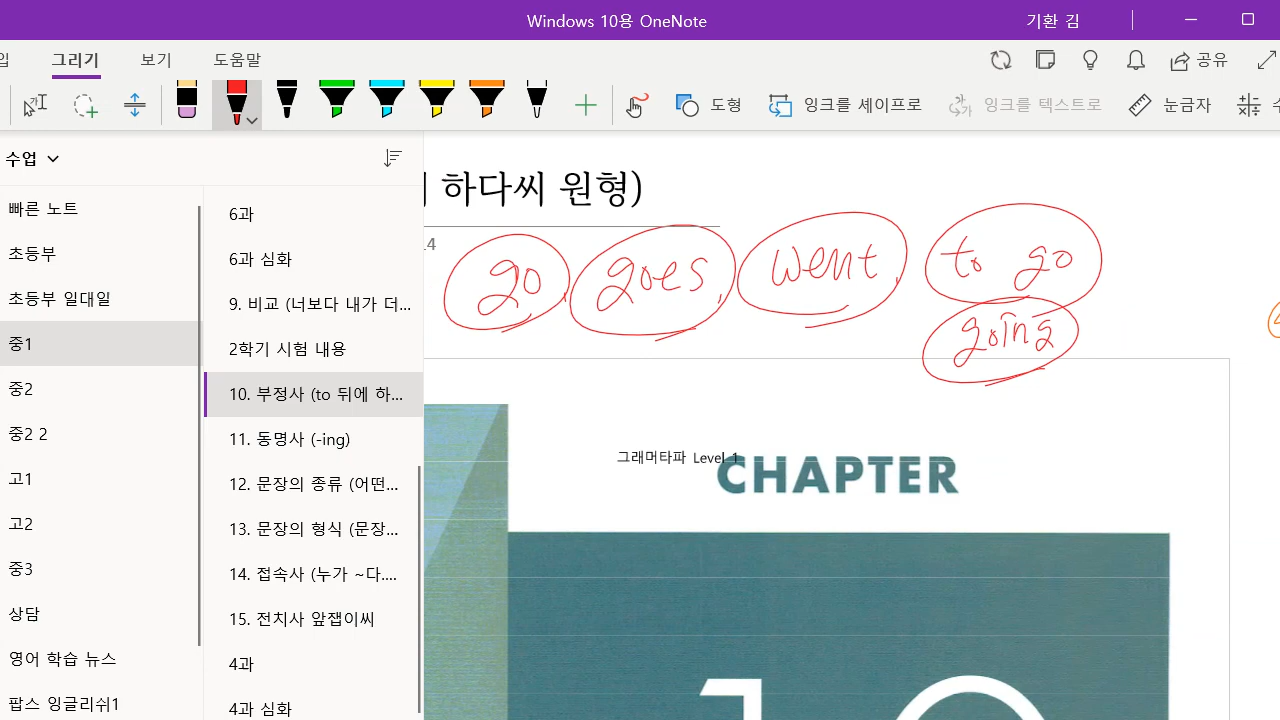 Windows 10용 OneNote
기환 김
입
그리기
보기
도움말
공유
도형
잉크를 셰이프로
잉크를 텍스트로
눈금자
수업
빠른 노트
초등부
초등부 일대일
중1
중2
중2 2
고1
고2
중3
상담
영어 학습 뉴스
팝스 잉글리쉬1
6과
6과 심화
9. 비교 (너보다 내가 더...
2학기 시험 내용
10. 부정사 (to 뒤에 하...
11. 동명사 (-ing)
12. 문장의 종류 (어떤...
13. 문장의 형식 (문장...
14. 접속사 (누가 ~다....
15. 전치사 앞잽이씨
4과
4과 심화
하다씨 원형)
14
go, goes, went, to go
going
그래머타파 Level 1
CHAPTER
10